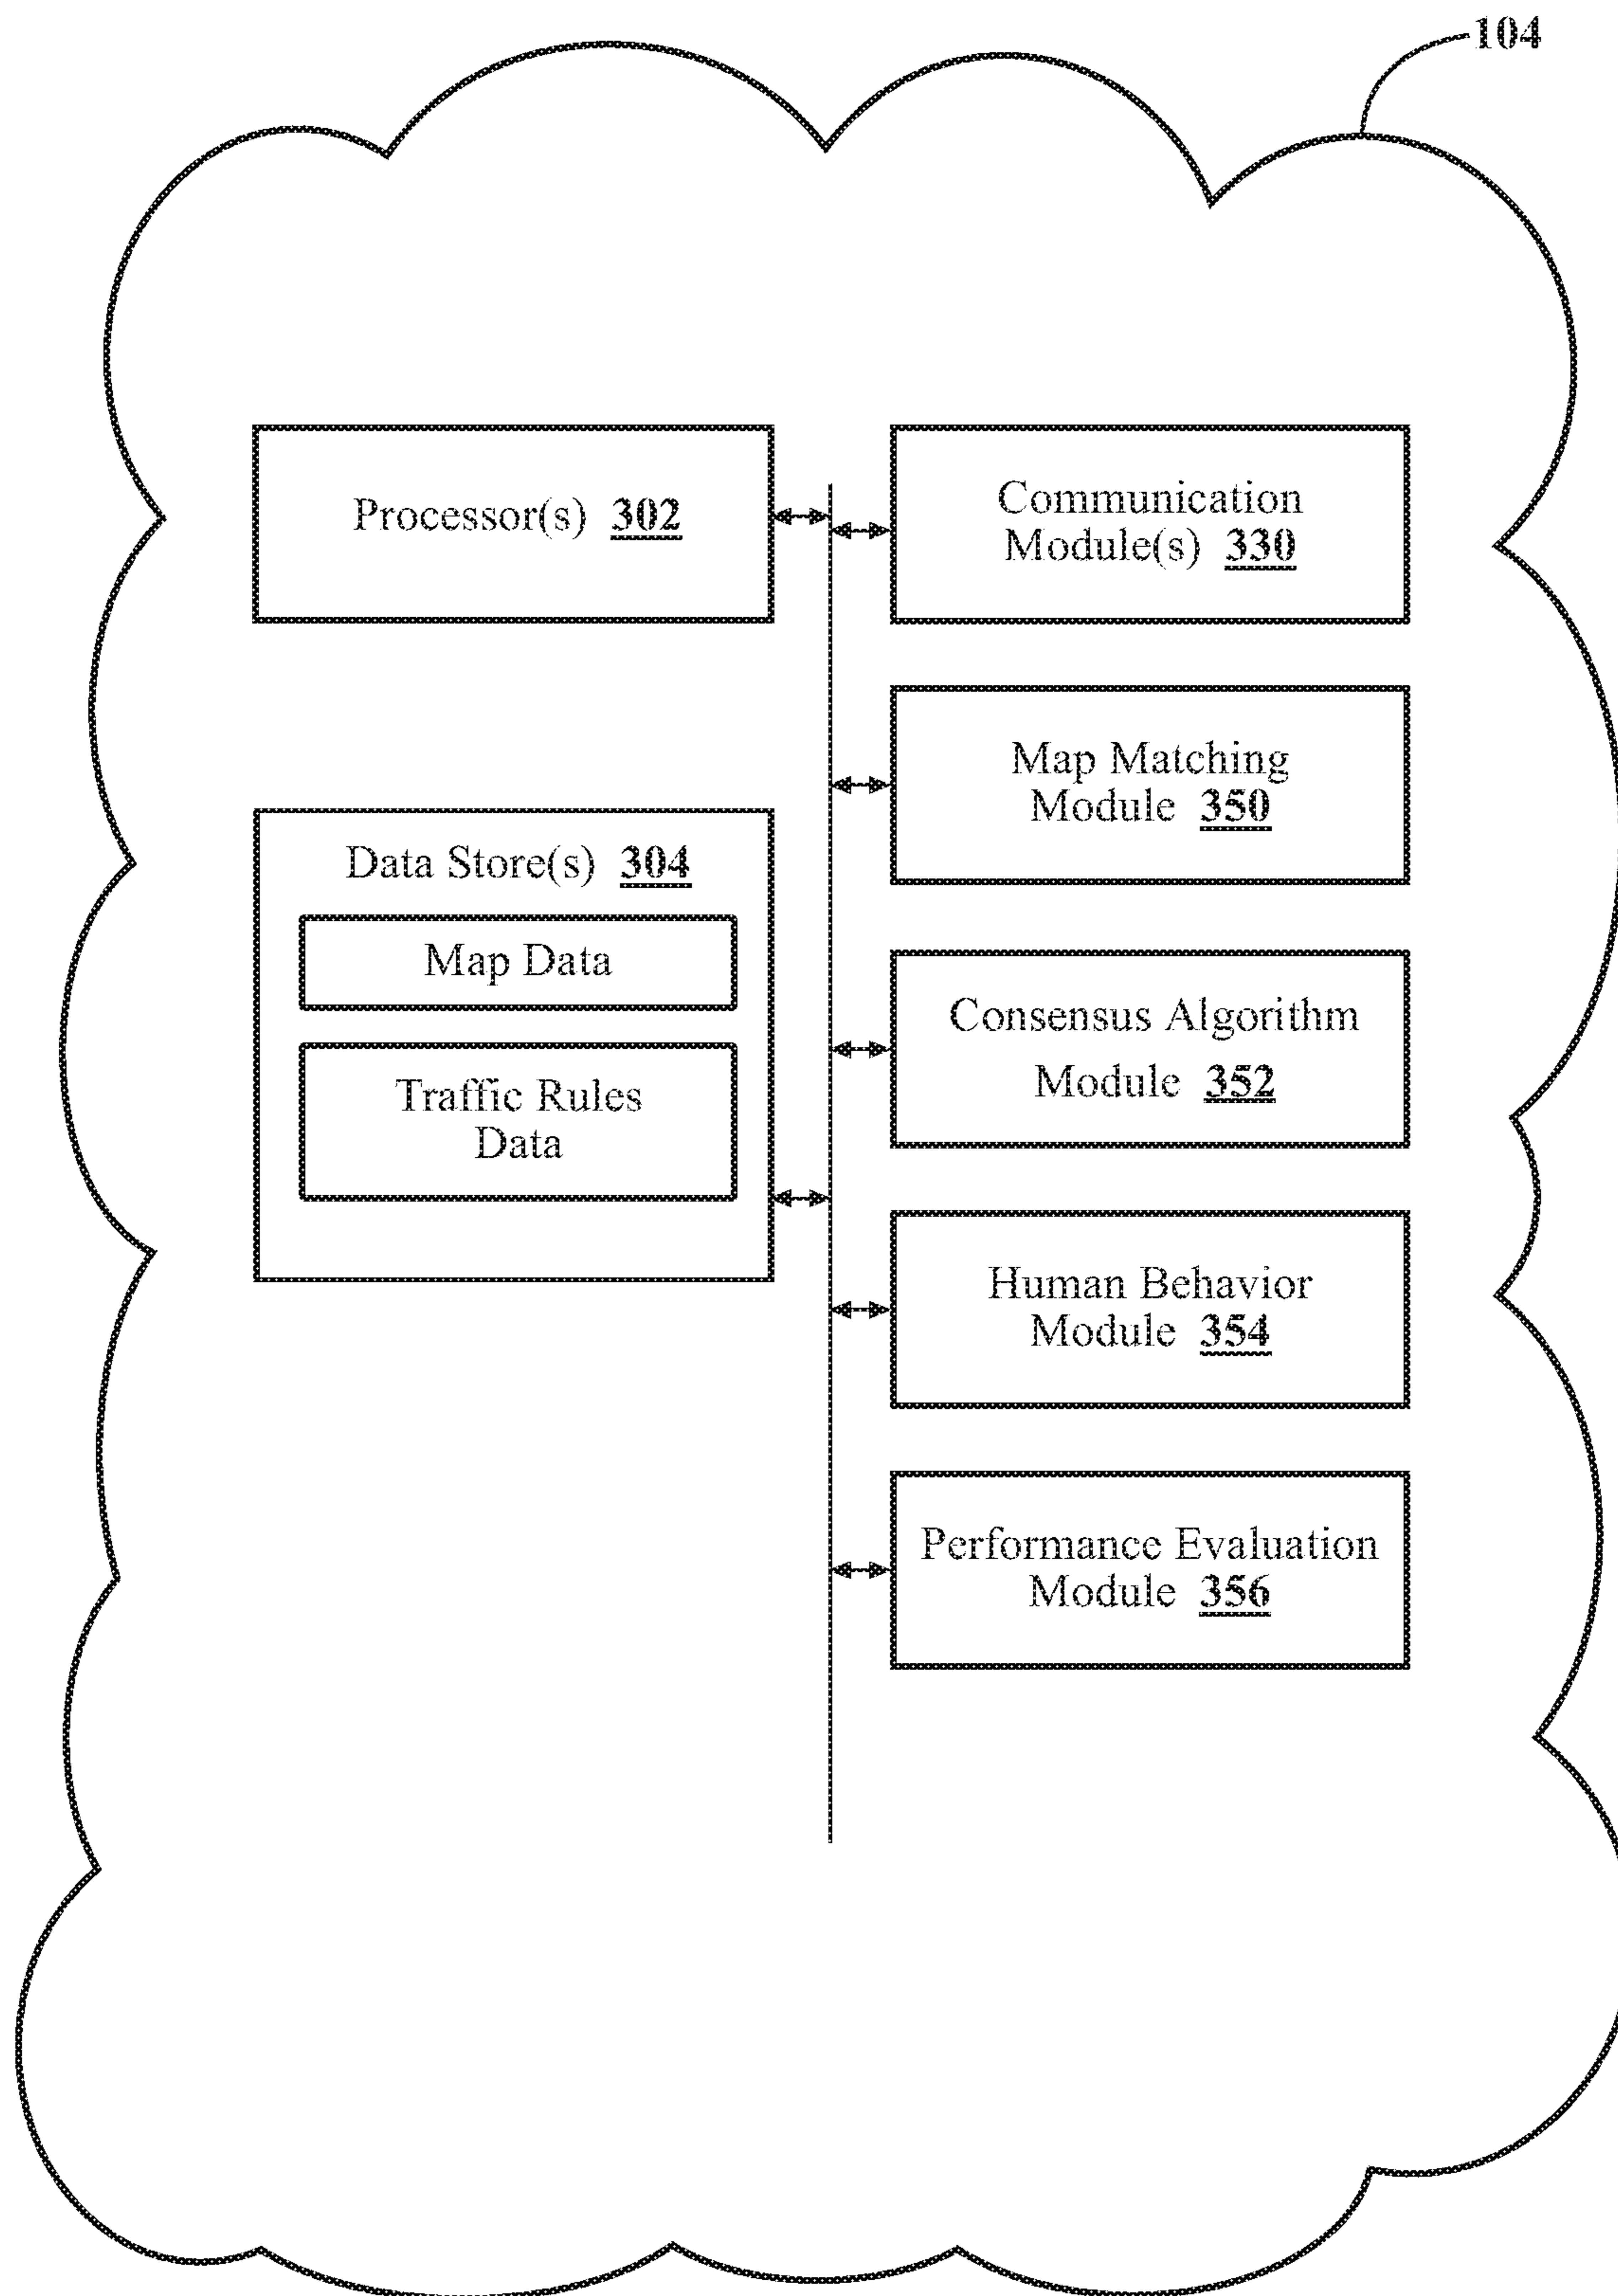 104
Processor(s) 302
Communication
Module(s) 330
Map Matching
Module 350
Data Store(s) 304
Map Data
Traffic Rules
Data
Consensus Algorithm
Module 352
Human Behavior
Module 354
Performance Evaluation
Module 356